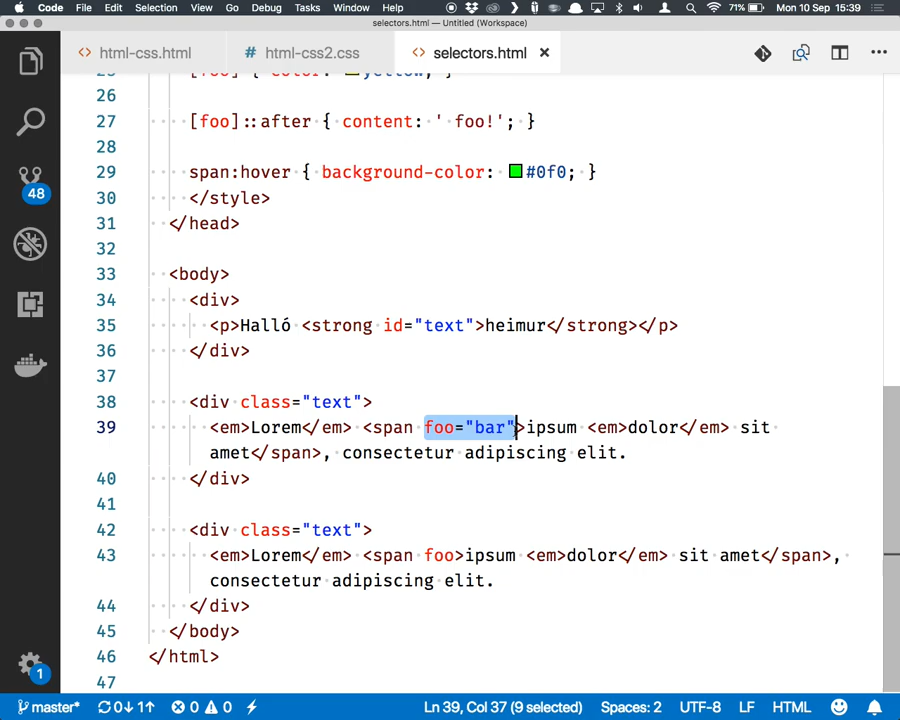 Code File Edit Selection View Go Debug Tasks Window Help 71% Mon 10 Sep 15:39
selectors.html — Untitled (Workspace)
<> html-css.html # html-css2.css <> selectors.html ×
25 [foo] { color: yellow; }
26
27 [foo]::after { content: ' foo!'; }
28
29 span:hover { background-color: #0f0; }
30 </style>
31 </head>
32
33 <body>
34 <div>
35 <p>Halló <strong id="text">heimur</strong></p>
36 </div>
37
38 <div class="text">
39 <em>Lorem</em> <span foo="bar">ipsum <em>dolor</em> sit
amet</span>, consectetur adipiscing elit.
40 </div>
41
42 <div class="text">
43 <em>Lorem</em> <span foo>ipsum <em>dolor</em> sit amet</span>,
consectetur adipiscing elit.
44 </div>
45 </body>
46 </html>
47
48
1
master* 0↓ 1↑ 0 0 Ln 39, Col 37 (9 selected) Spaces: 2 UTF-8 LF HTML